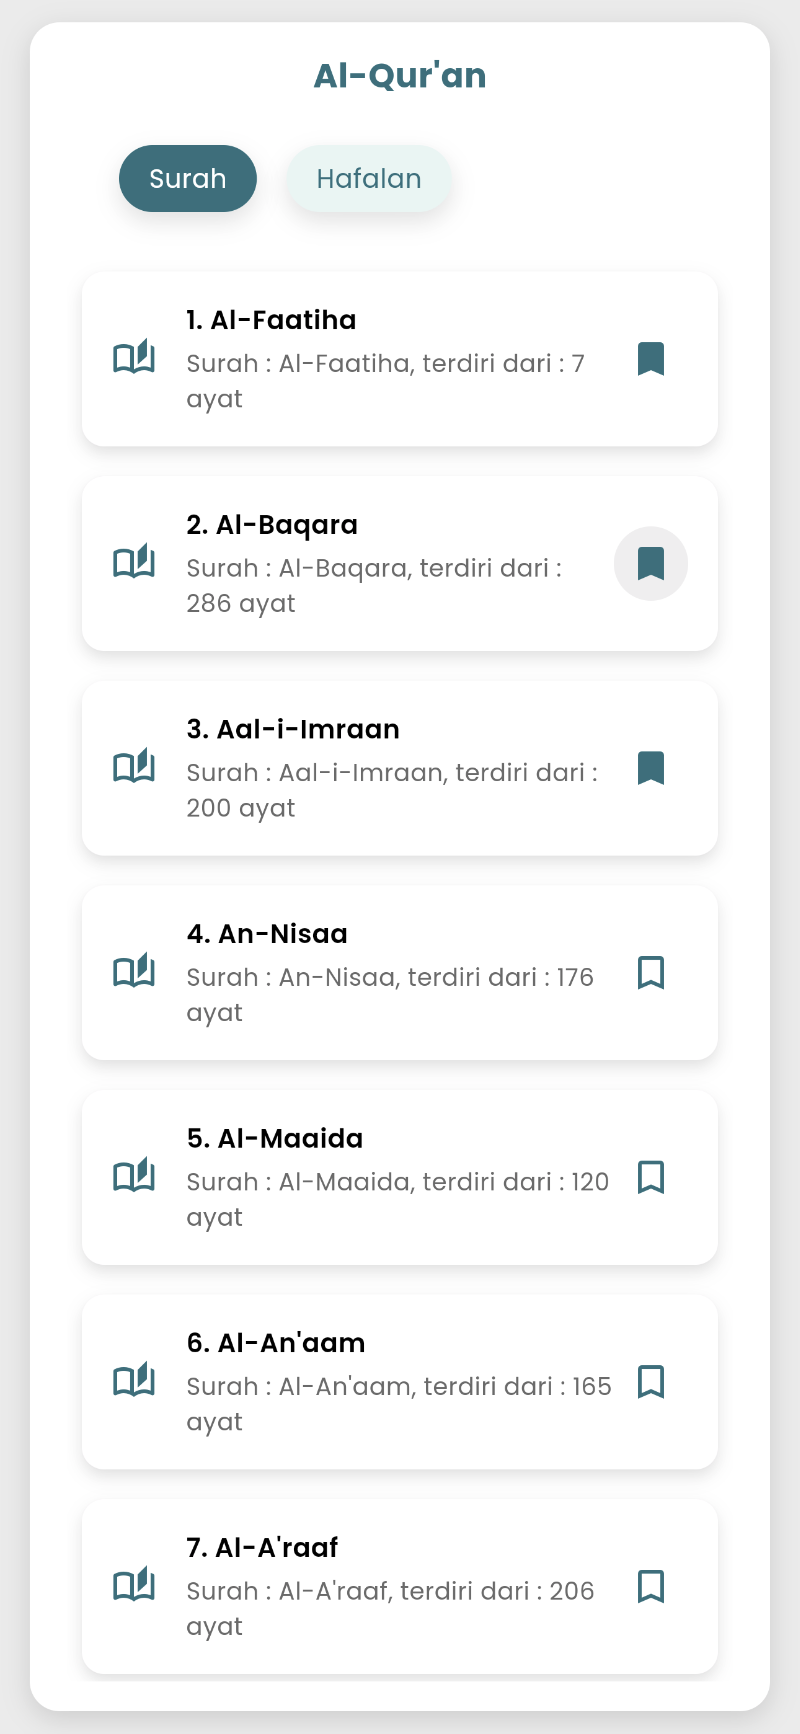 Al-Qur'an
Surah
Hafalan
1. Al-Faatiha
Surah : Al-Faatiha, terdiri dari : 7
ayat
2. Al-Baqara
Surah : Al-Baqara, terdiri dari :
286 ayat
3. Aal-i-Imraan
Surah : Aal-i-Imraan, terdiri dari :
200 ayat
4. An-Nisaa
Surah : An-Nisaa, terdiri dari : 176
ayat
5. Al-Maaida
Surah : Al-Maaida, terdiri dari : 120
ayat
6. Al-An'aam
Surah : Al-An'aam, terdiri dari : 165
ayat
7. Al-A'raaf
Surah : Al-A'raaf, terdiri dari : 206
ayat